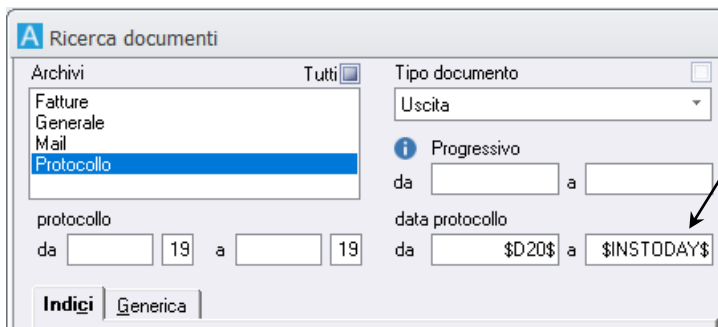 A Ricerca documenti
Archivi Tutti
Fatture
Generale
Mail
Protocollo
Tipo documento
Uscita
i Progressivo
da a
protocollo
da 19 a 19
data protocollo
da $D20$ a $INSTODAY$
Indici Generica